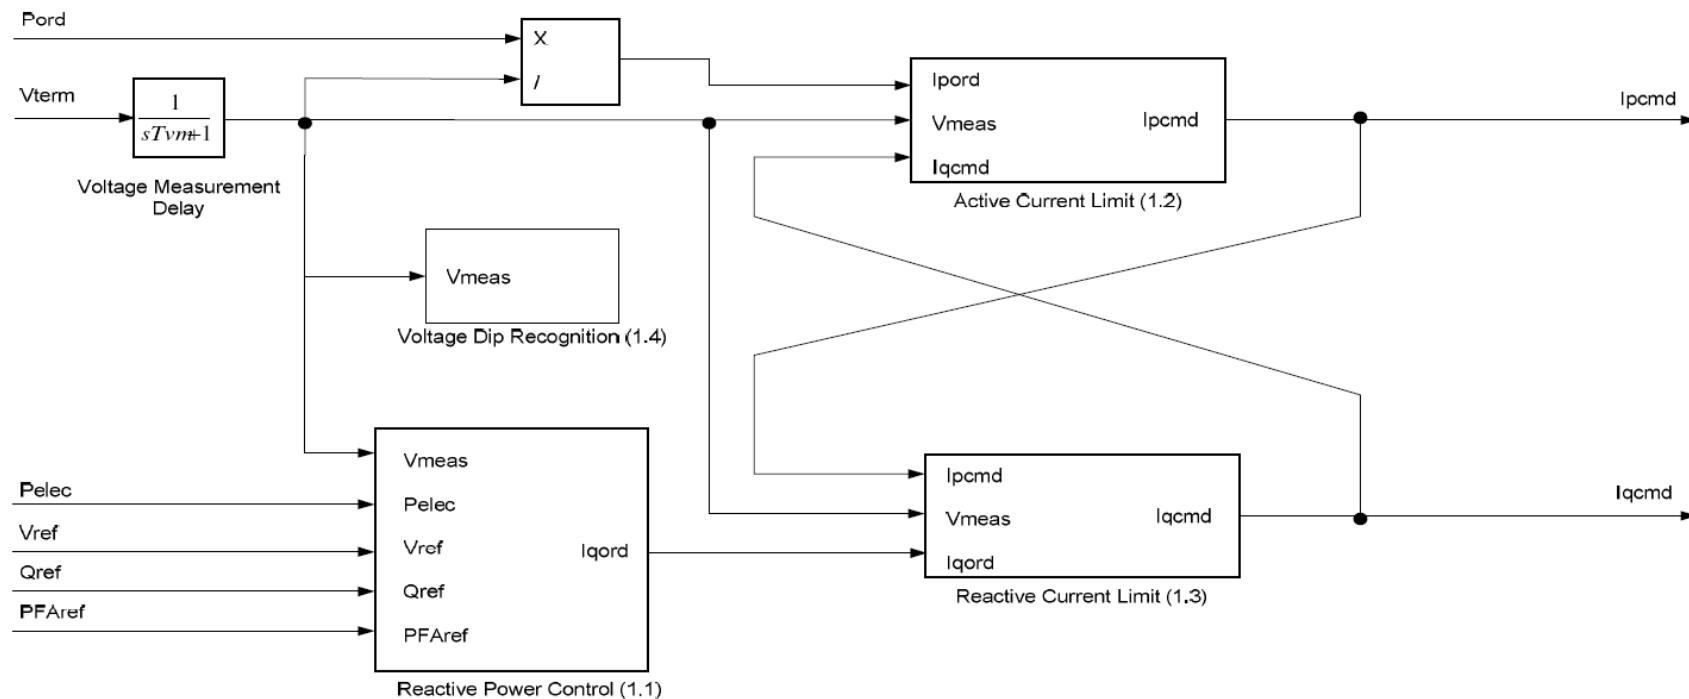 Pord
X
/
Vterm
1
sTvm+1
Voltage Measurement
Delay
Ipord
Vmeas
Iqcmd
Ipcmd
Active Current Limit (1.2)
Ipcmd
Vmeas
Voltage Dip Recognition (1.4)
Pelec
Vref
Qref
PFAref
Vmeas
Pelec
Vref
Qref
PFAref
Iqord
Reactive Power Control (1.1)
Ipcmd
Vmeas
Iqord
Iqcmd
Reactive Current Limit (1.3)
Iqcmd